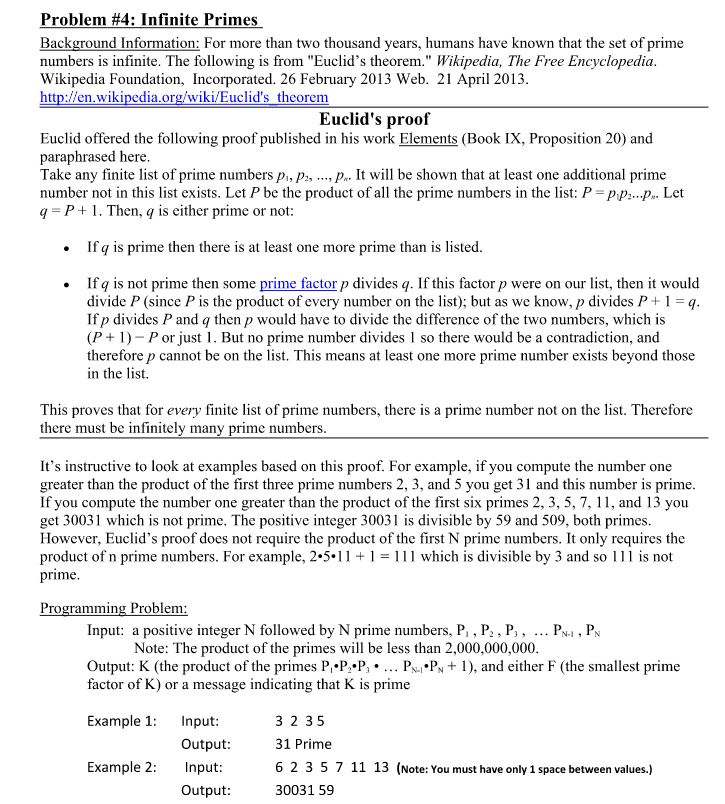 Problem #4: Infinite Primes
Background Information: For more than two thousand years, humans have known that the set of prime
numbers is infinite. The following is from "Euclid's theorem." Wikipedia, The Free Encyclopedia.
Wikipedia Foundation, Incorporated. 26 February 2013 Web. 21 April 2013.
http://en.wikipedia.org/wiki/Euclid's_theorem
Euclid's proof
Euclid offered the following proof published in his work Elements (Book IX, Proposition 20) and
paraphrased here.
Take any finite list of prime numbers p₁, p₂, ..., pₙ. It will be shown that at least one additional prime
number not in this list exists. Let P be the product of all the prime numbers in the list: P = p₁p₂...pₙ. Let
q = P + 1. Then, q is either prime or not:
• If q is prime then there is at least one more prime than is listed.
• If q is not prime then some prime factor p divides q. If this factor p were on our list, then it would
divide P (since P is the product of every number on the list); but as we know, p divides P + 1 = q.
If p divides P and q then p would have to divide the difference of the two numbers, which is
(P + 1) − P or just 1. But no prime number divides 1 so there would be a contradiction, and
therefore p cannot be on the list. This means at least one more prime number exists beyond those
in the list.
This proves that for every finite list of prime numbers, there is a prime number not on the list. Therefore
there must be infinitely many prime numbers.
It's instructive to look at examples based on this proof. For example, if you compute the number one
greater than the product of the first three prime numbers 2, 3, and 5 you get 31 and this number is prime.
If you compute the number one greater than the product of the first six primes 2, 3, 5, 7, 11, and 13 you
get 30031 which is not prime. The positive integer 30031 is divisible by 59 and 509, both primes.
However, Euclid's proof does not require the product of the first N prime numbers. It only requires the
product of n prime numbers. For example, 2•5•11 + 1 = 111 which is divisible by 3 and so 111 is not
prime.
Programming Problem:
Input: a positive integer N followed by N prime numbers, P₁ , P₂ , P₃ , … Pₙ₋₁ , Pₙ
Note: The product of the primes will be less than 2,000,000,000.
Output: K (the product of the primes P₁•P₂•P₃ • … Pₙ₋₁•Pₙ + 1), and either F (the smallest prime
factor of K) or a message indicating that K is prime
Example 1: Input: 3 2 3 5
Output: 31 Prime
Example 2: Input: 6 2 3 5 7 11 13 (Note: You must have only 1 space between values.)
Output: 30031 59